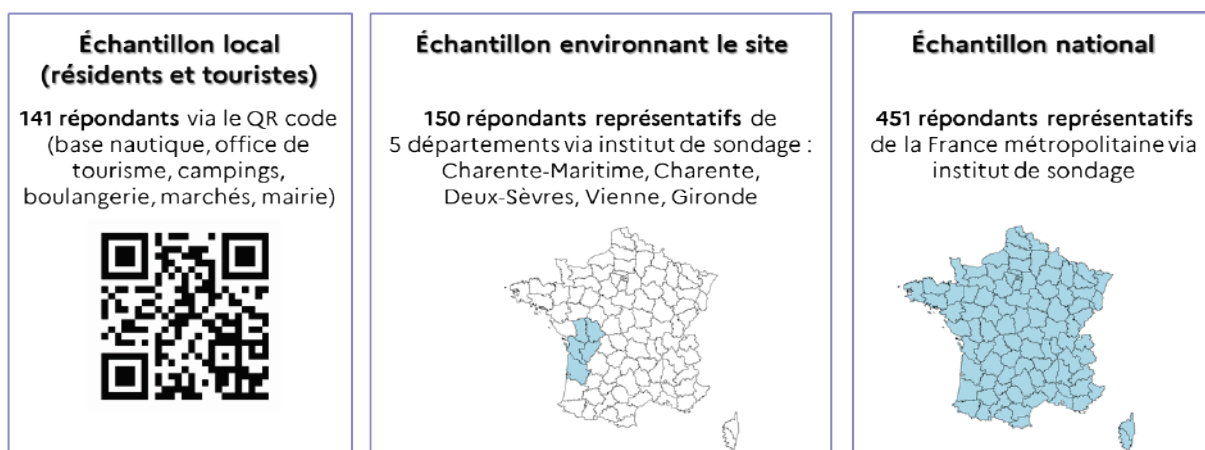 Échantillon local
(résidents et touristes)
141 répondants via le QR code
(base nautique, office de
tourisme, campings,
boulangerie, marchés, mairie)
Échantillon environnant le site
150 répondants représentatifs de
5 départements via institut de sondage :
Charente-Maritime, Charente,
Deux-Sèvres, Vienne, Gironde
Échantillon national
451 répondants représentatifs
de la France métropolitaine via
institut de sondage